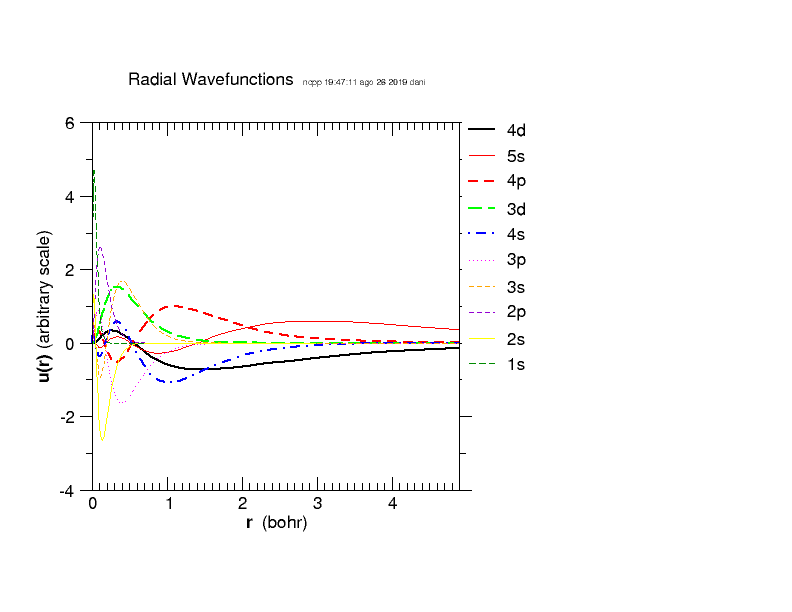 Radial Wavefunctions ncpp 19:47:11 ago 26 2019 dani
6
4
2
0
-2
-4
u(r) (arbitrary scale)
0 1 2 3 4
r (bohr)
4d
5s
4p
3d
4s
3p
3s
2p
2s
1s